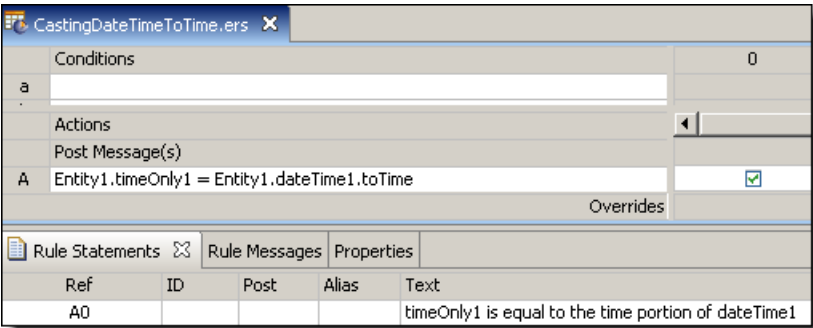 CastingDateTimeToTime.ers
Conditions 0
a
Actions
Post Message(s)
A Entity1.timeOnly1 = Entity1.dateTime1.toTime
Overrides
Rule Statements Rule Messages Properties
Ref ID Post Alias Text
A0 timeOnly1 is equal to the time portion of dateTime1